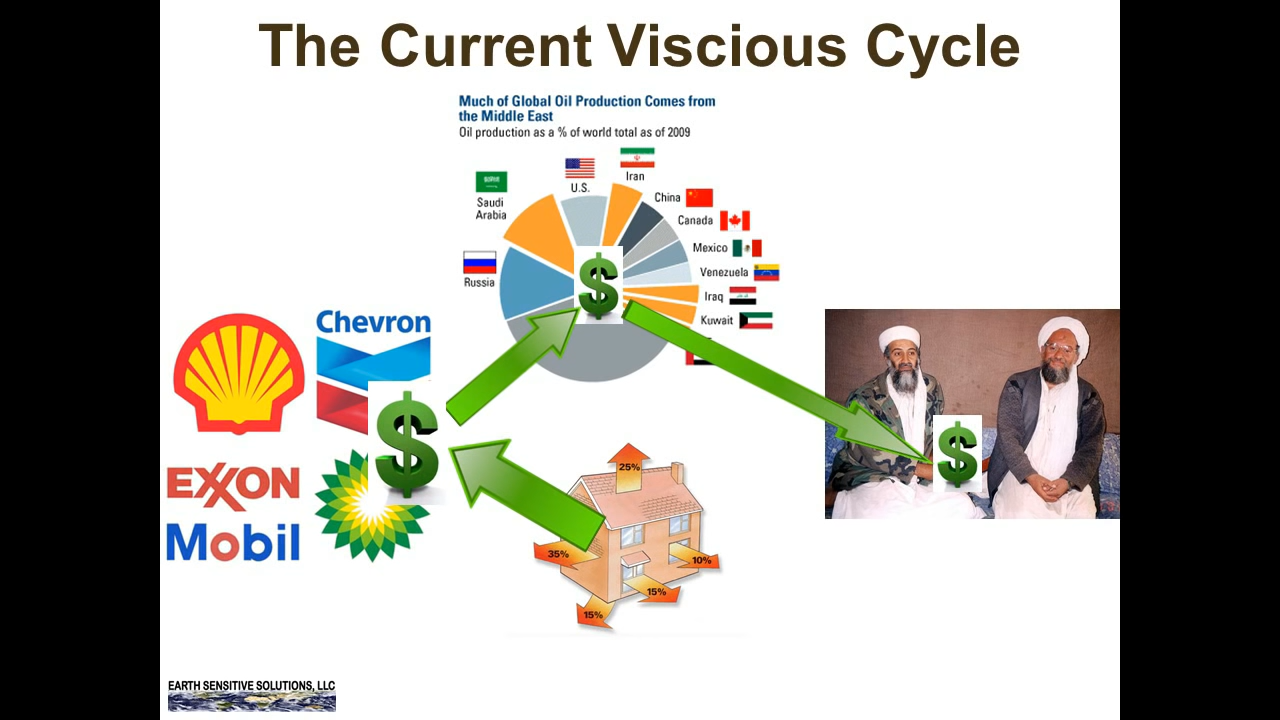 The Current Viscious Cycle
Much of Global Oil Production Comes from
the Middle East
Oil production as a % of world total as of 2009
Iran
U.S.
Saudi
Arabia
China
Canada
Mexico
Venezuela
Russia
Iraq
Kuwait
$
Chevron
$
$
EXXON
Mobil
25%
35%
10%
15%
15%
EARTH SENSITIVE SOLUTIONS, LLC